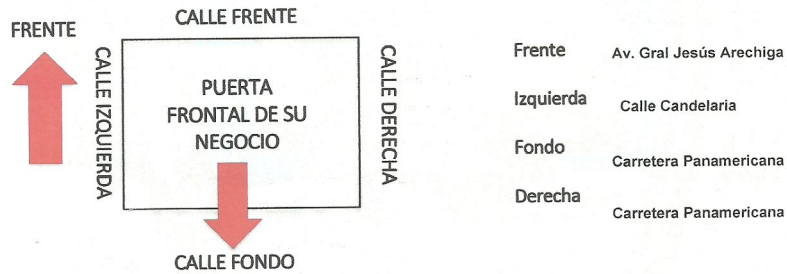 CALLE FRENTE
FRENTE
CALLE IZQUIERDA
PUERTA
FRONTAL DE SU
NEGOCIO
CALLE DERECHA
CALLE FONDO
Frente Av. Gral Jesús Arechiga
Izquierda Calle Candelaria
Fondo Carretera Panamericana
Derecha Carretera Panamericana